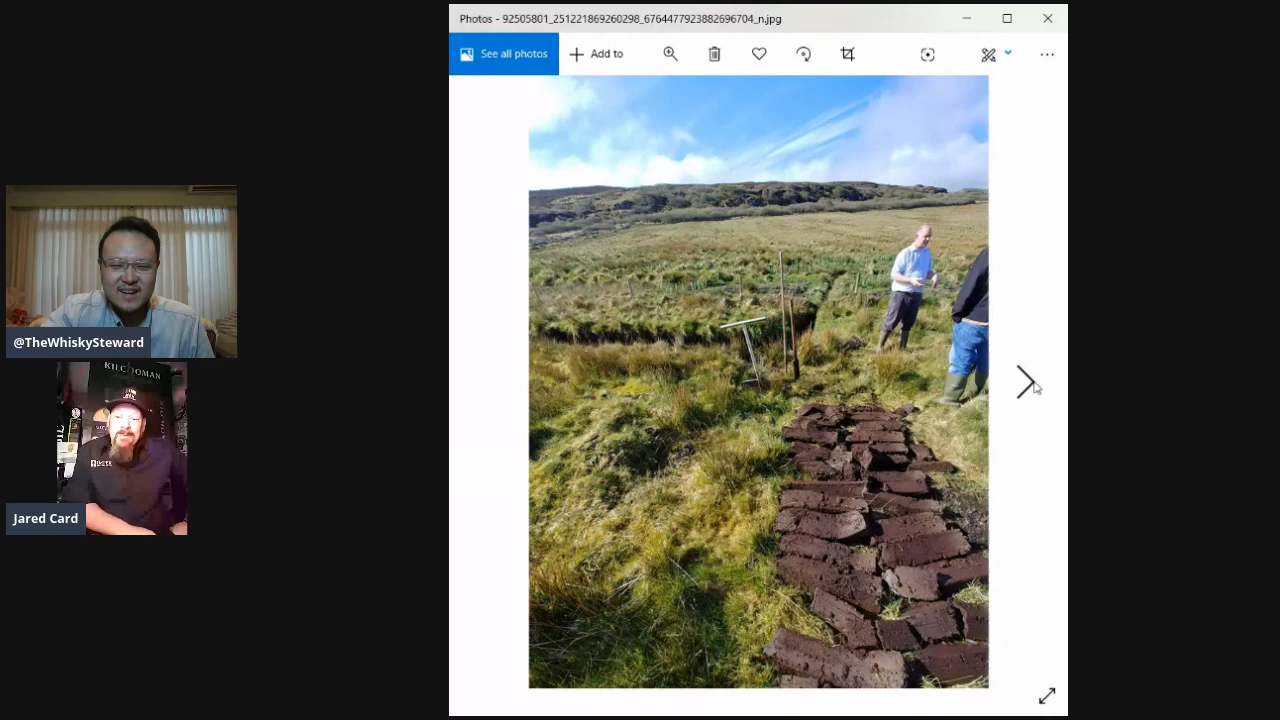 Photos - 92505801_251221869260298_6764477923882696704_n.jpg
See all photos
Add to
@TheWhiskySteward
KILCHOMAN
Jared Card